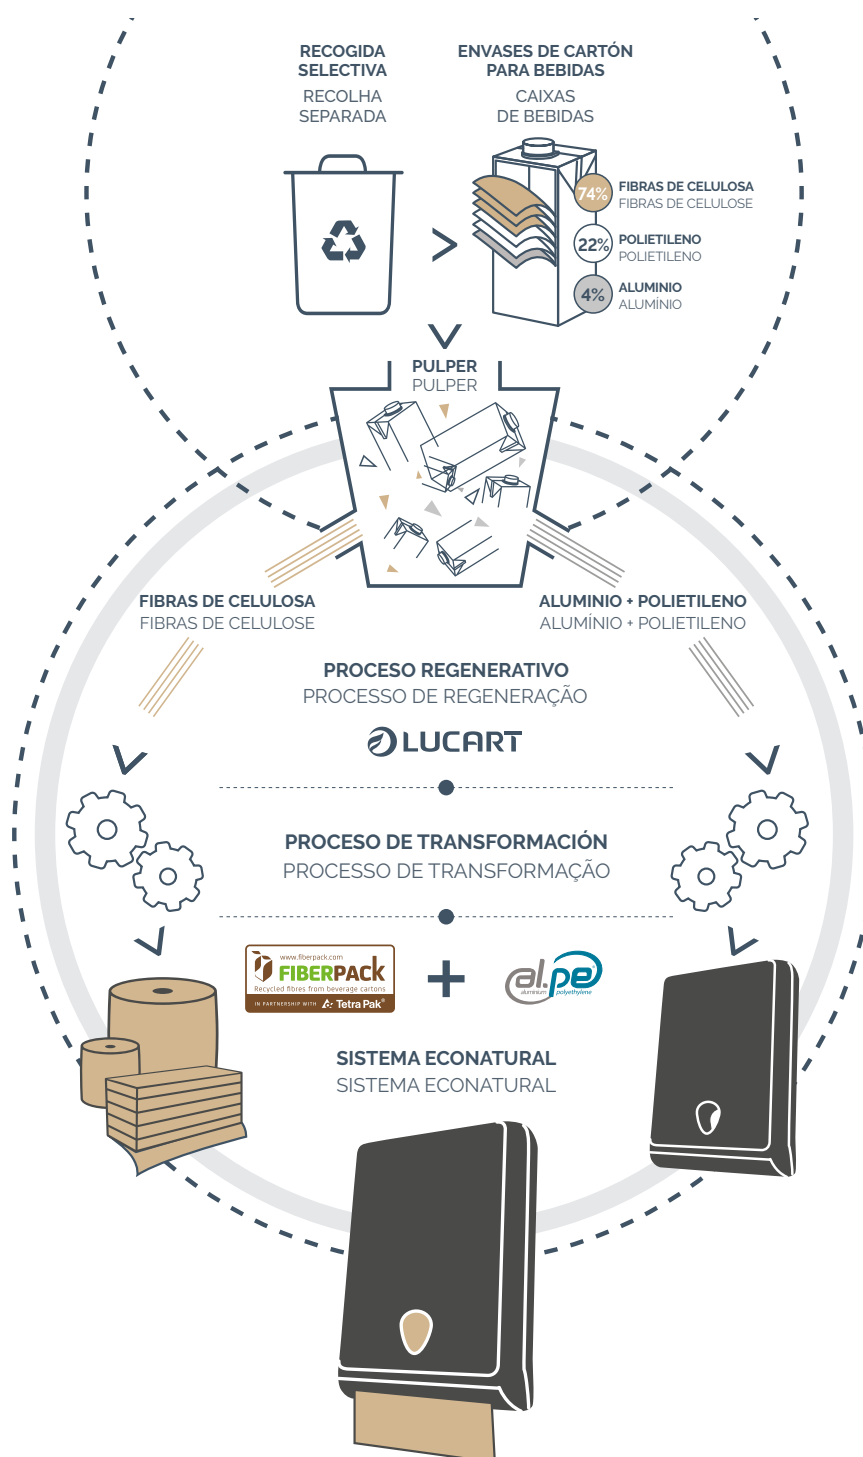 RECOGIDA
SELECTIVA
RECOLHA
SEPARADA
ENVASES DE CARTÓN
PARA BEBIDAS
CAIXAS
DE BEBIDAS
74%
FIBRAS DE CELULOSA
FIBRAS DE CELULOSE
22%
POLIETILENO
POLIETILENO
4%
ALUMINIO
ALUMÍNIO
PULPER
PULPER
FIBRAS DE CELULOSA
FIBRAS DE CELULOSE
ALUMINIO + POLIETILENO
ALUMÍNIO + POLIETILENO
PROCESO REGENERATIVO
PROCESSO DE REGENERAÇÃO
LUCART
PROCESO DE TRANSFORMACIÓN
PROCESSO DE TRANSFORMAÇÃO
www.fiberpack.com
FIBERPACK
Recycled fibres from beverage cartons
IN PARTNERSHIP WITH Tetra Pak®
+
al.pe
aluminium polyethylene
SISTEMA ECONATURAL
SISTEMA ECONATURAL